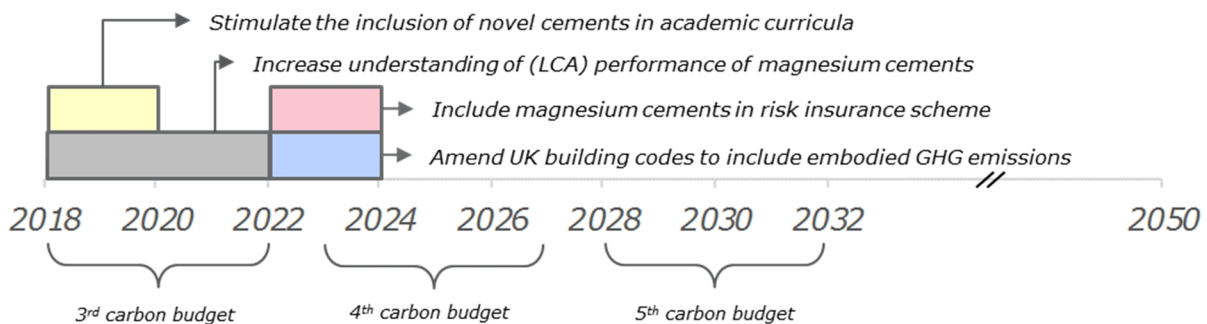 Stimulate the inclusion of novel cements in academic curricula
Increase understanding of (LCA) performance of magnesium cements
Include magnesium cements in risk insurance scheme
Amend UK building codes to include embodied GHG emissions
2018 2020 2022 2024 2026 2028 2030 2032 2050
3rd carbon budget 4th carbon budget 5th carbon budget